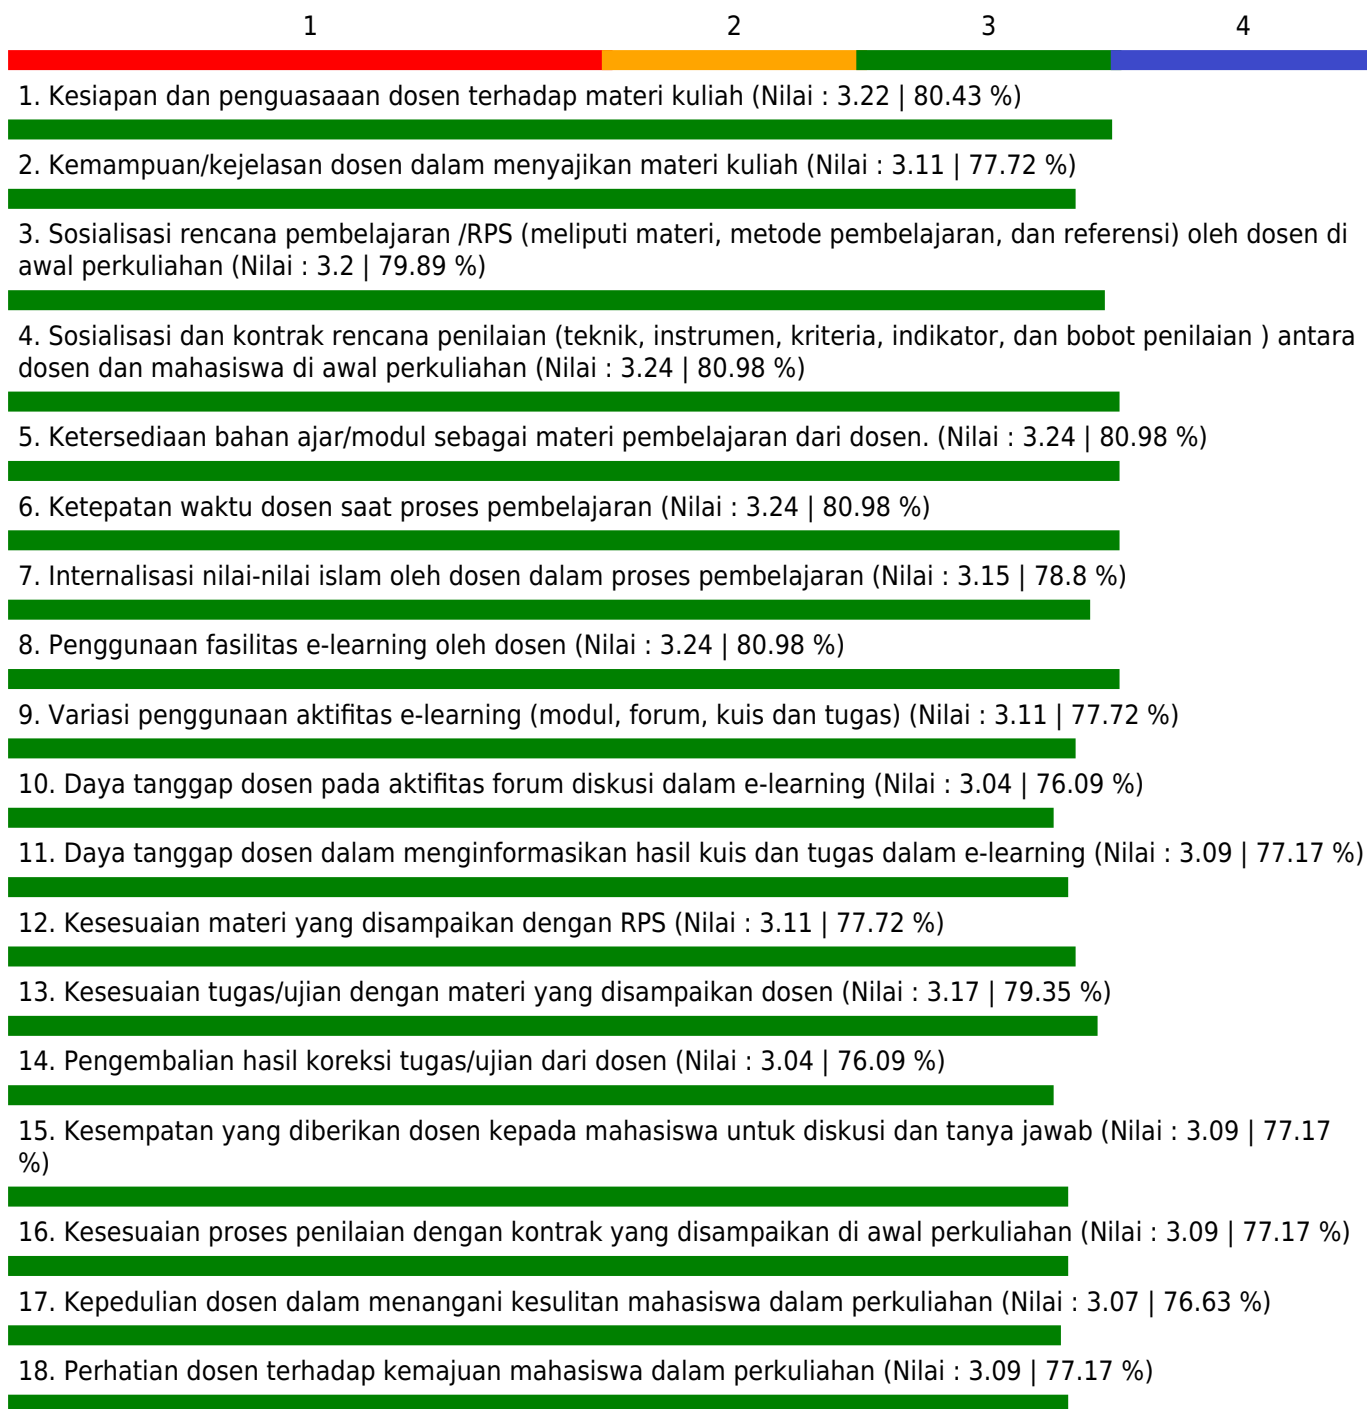 1 2 3 4
1. Kesiapan dan penguasaaan dosen terhadap materi kuliah (Nilai : 3.22 | 80.43 %)
2. Kemampuan/kejelasan dosen dalam menyajikan materi kuliah (Nilai : 3.11 | 77.72 %)
3. Sosialisasi rencana pembelajaran /RPS (meliputi materi, metode pembelajaran, dan referensi) oleh dosen di
awal perkuliahan (Nilai : 3.2 | 79.89 %)
4. Sosialisasi dan kontrak rencana penilaian (teknik, instrumen, kriteria, indikator, dan bobot penilaian ) antara
dosen dan mahasiswa di awal perkuliahan (Nilai : 3.24 | 80.98 %)
5. Ketersediaan bahan ajar/modul sebagai materi pembelajaran dari dosen. (Nilai : 3.24 | 80.98 %)
6. Ketepatan waktu dosen saat proses pembelajaran (Nilai : 3.24 | 80.98 %)
7. Internalisasi nilai-nilai islam oleh dosen dalam proses pembelajaran (Nilai : 3.15 | 78.8 %)
8. Penggunaan fasilitas e-learning oleh dosen (Nilai : 3.24 | 80.98 %)
9. Variasi penggunaan aktifitas e-learning (modul, forum, kuis dan tugas) (Nilai : 3.11 | 77.72 %)
10. Daya tanggap dosen pada aktifitas forum diskusi dalam e-learning (Nilai : 3.04 | 76.09 %)
11. Daya tanggap dosen dalam menginformasikan hasil kuis dan tugas dalam e-learning (Nilai : 3.09 | 77.17 %)
12. Kesesuaian materi yang disampaikan dengan RPS (Nilai : 3.11 | 77.72 %)
13. Kesesuaian tugas/ujian dengan materi yang disampaikan dosen (Nilai : 3.17 | 79.35 %)
14. Pengembalian hasil koreksi tugas/ujian dari dosen (Nilai : 3.04 | 76.09 %)
15. Kesempatan yang diberikan dosen kepada mahasiswa untuk diskusi dan tanya jawab (Nilai : 3.09 | 77.17
%)
16. Kesesuaian proses penilaian dengan kontrak yang disampaikan di awal perkuliahan (Nilai : 3.09 | 77.17 %)
17. Kepedulian dosen dalam menangani kesulitan mahasiswa dalam perkuliahan (Nilai : 3.07 | 76.63 %)
18. Perhatian dosen terhadap kemajuan mahasiswa dalam perkuliahan (Nilai : 3.09 | 77.17 %)